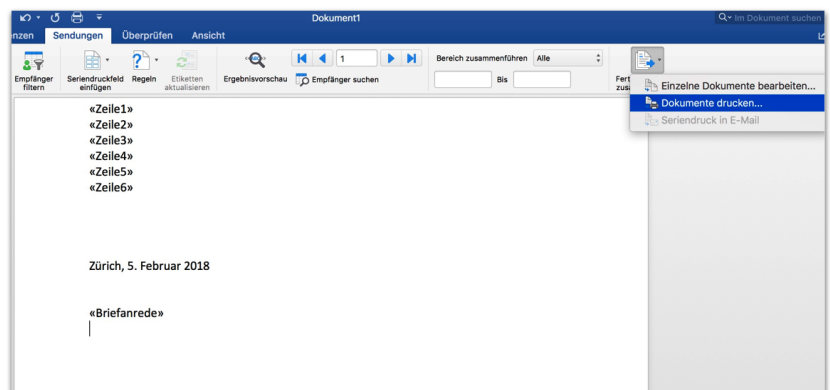 Dokument1
Im Dokument suchen
nzen Sendungen Überprüfen Ansicht
1
Bereich zusammenführen Alle
Empfänger filtern
Seriendruckfeld einfügen
Regeln
Etiketten aktualisieren
Ergebnisvorschau
Empfänger suchen
Bis
Einzelne Dokumente bearbeiten...
Dokumente drucken...
Seriendruck in E-Mail
«Zeile1»
«Zeile2»
«Zeile3»
«Zeile4»
«Zeile5»
«Zeile6»
Zürich, 5. Februar 2018
«Briefanrede»